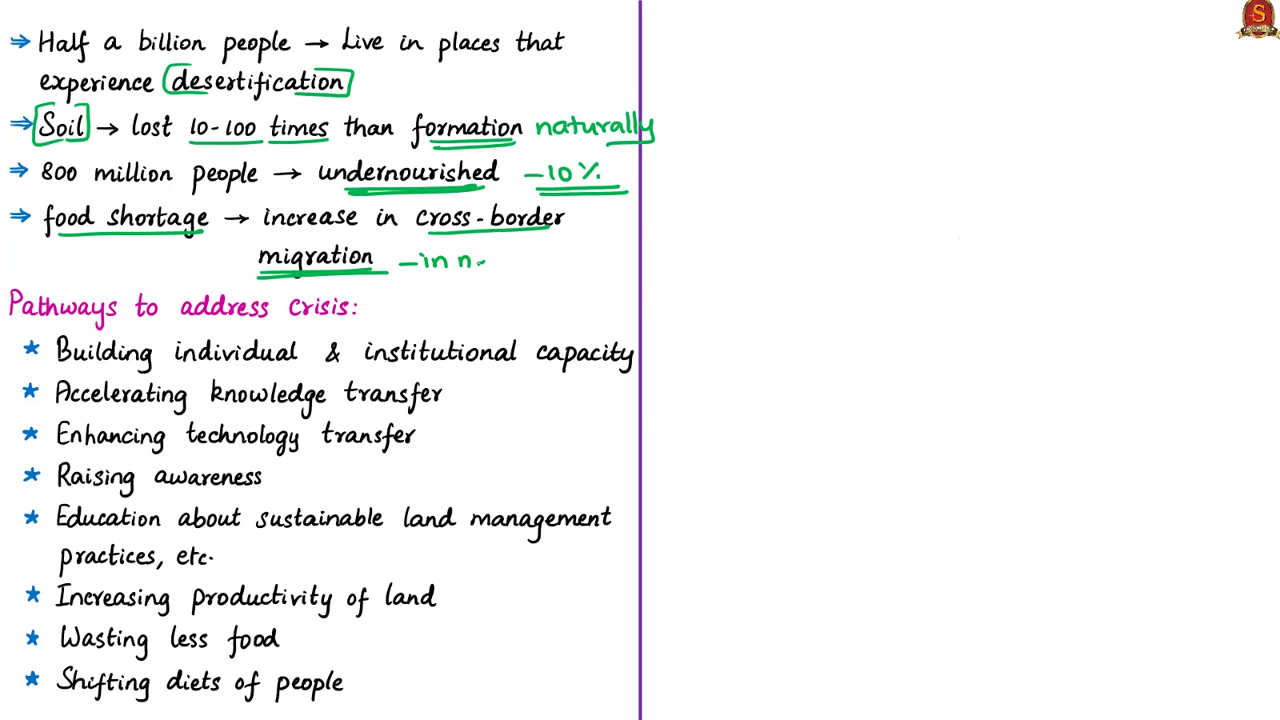 ⇒ Half a billion people → Live in places that
experience desertification
⇒ Soil → lost 10-100 times than formation naturally
⇒ 800 million people → undernourished - 10%
⇒ food shortage → increase in cross-border
migration - in n
Pathways to address crisis:
* Building individual & institutional capacity
* Accelerating knowledge transfer
* Enhancing technology transfer
* Raising awareness
* Education about sustainable land management
practices, etc.
* Increasing productivity of land
* Wasting less food
* Shifting diets of people
S